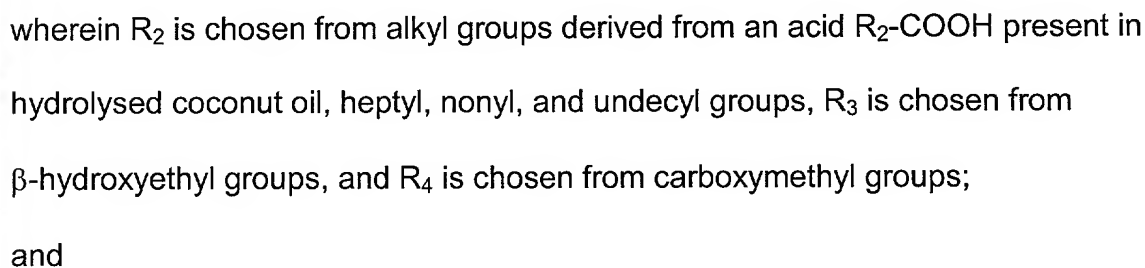 wherein R₂ is chosen from alkyl groups derived from an acid R₂-COOH present in
hydrolysed coconut oil, heptyl, nonyl, and undecyl groups, R₃ is chosen from
β-hydroxyethyl groups, and R₄ is chosen from carboxymethyl groups;
and